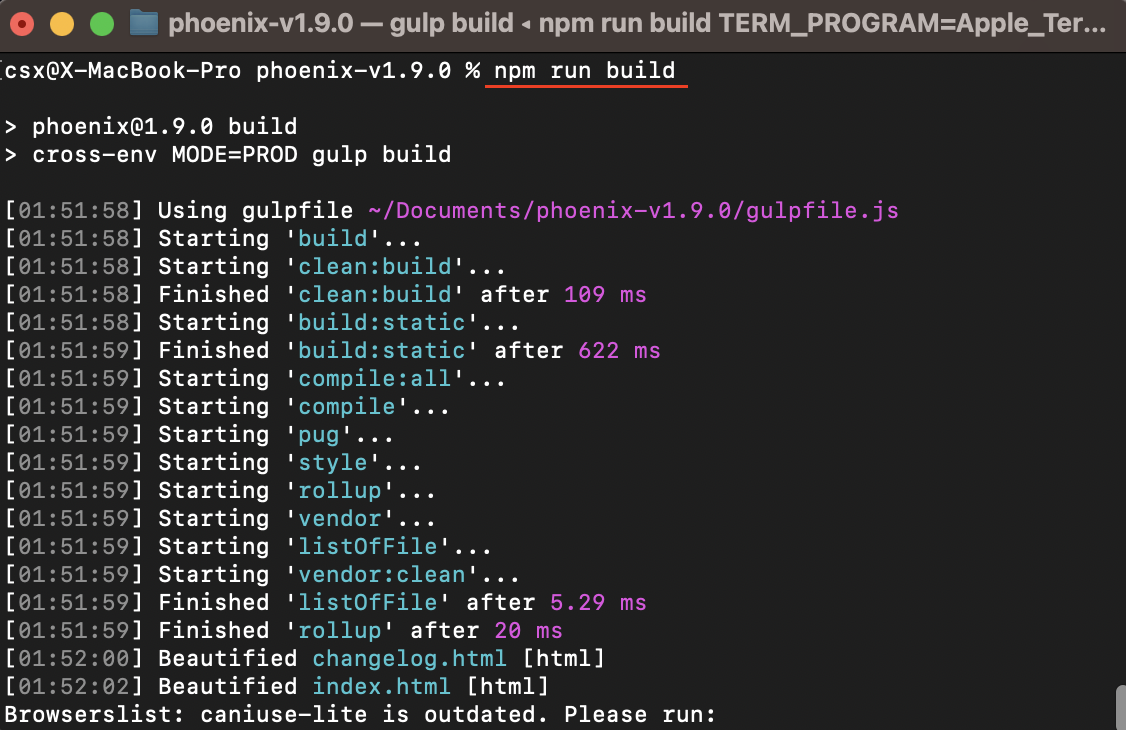 phoenix-v1.9.0 — gulp build ◂ npm run build TERM_PROGRAM=Apple_Ter...
[csx@X-MacBook-Pro phoenix-v1.9.0 % npm run build
> phoenix@1.9.0 build
> cross-env MODE=PROD gulp build
[01:51:58] Using gulpfile ~/Documents/phoenix-v1.9.0/gulpfile.js
[01:51:58] Starting 'build'...
[01:51:58] Starting 'clean:build'...
[01:51:58] Finished 'clean:build' after 109 ms
[01:51:58] Starting 'build:static'...
[01:51:59] Finished 'build:static' after 622 ms
[01:51:59] Starting 'compile:all'...
[01:51:59] Starting 'compile'...
[01:51:59] Starting 'pug'...
[01:51:59] Starting 'style'...
[01:51:59] Starting 'rollup'...
[01:51:59] Starting 'vendor'...
[01:51:59] Starting 'listOfFile'...
[01:51:59] Starting 'vendor:clean'...
[01:51:59] Finished 'listOfFile' after 5.29 ms
[01:51:59] Finished 'rollup' after 20 ms
[01:52:00] Beautified changelog.html [html]
[01:52:02] Beautified index.html [html]
Browserslist: caniuse-lite is outdated. Please run: